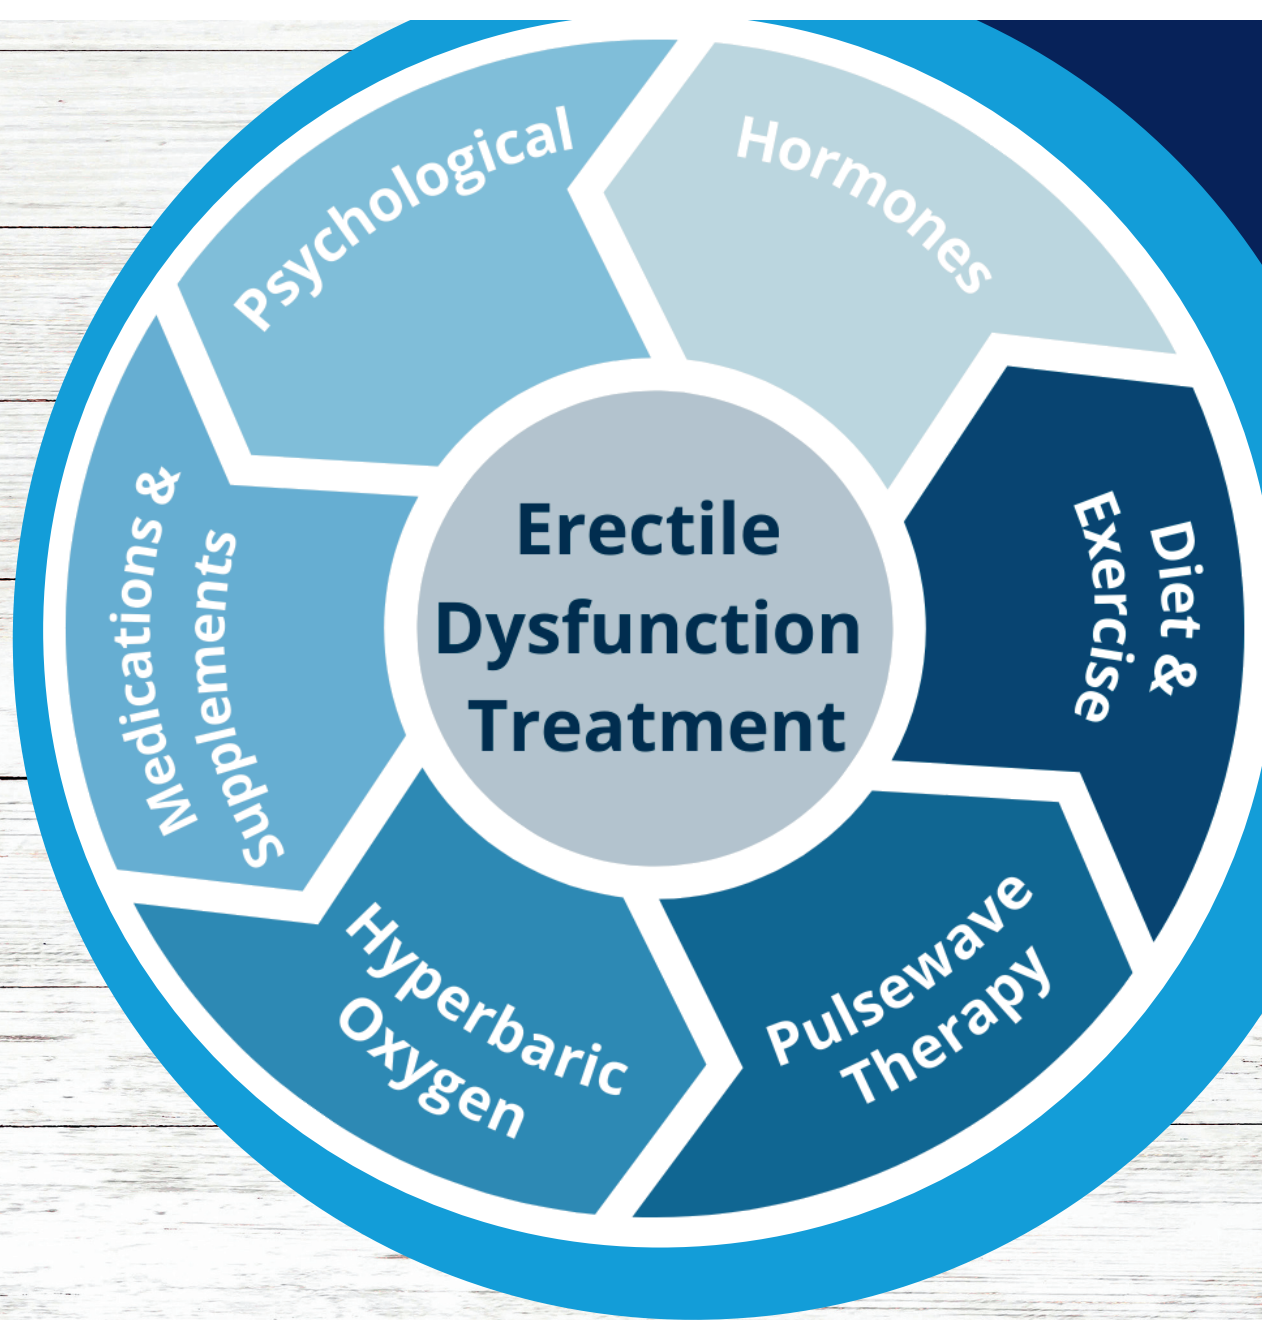 Erectile
Dysfunction
Treatment
Psychological
Hormones
Diet &
Exercise
Pulsewave
Therapy
Hyperbaric
Oxygen
Medications &
Supplements